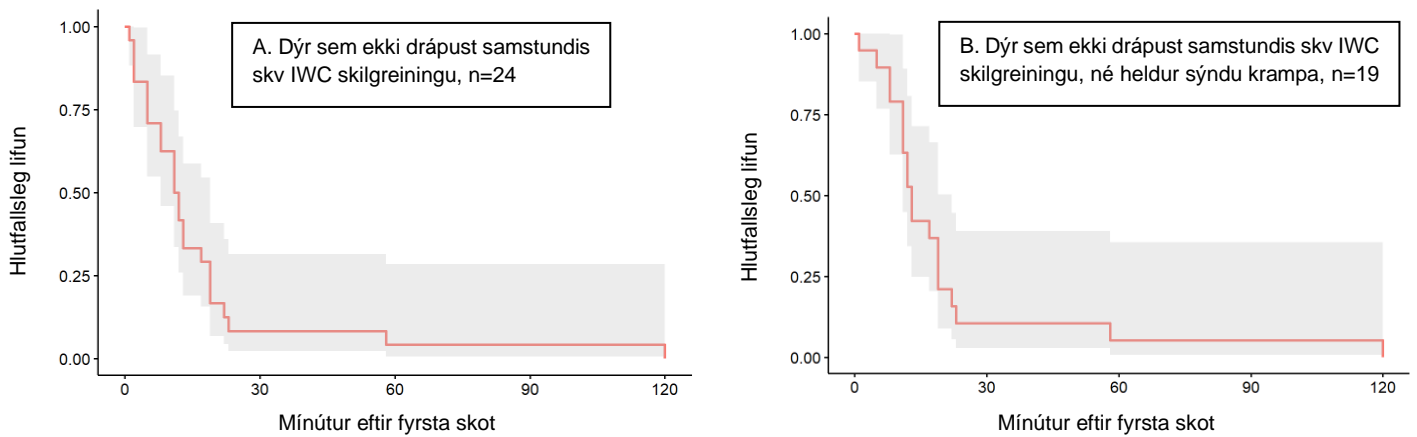 A. Dýr sem ekki drápust samstundis
skv IWC skilgreiningu, n=24
Hlutfallsleg lifun
1.00
0.75
0.50
0.25
0.00
0 30 60 90 120
Mínútur eftir fyrsta skot
B. Dýr sem ekki drápust samstundis skv IWC
skilgreiningu, né heldur sýndu krampa, n=19
Hlutfallsleg lifun
1.00
0.75
0.50
0.25
0.00
0 30 60 90 120
Mínútur eftir fyrsta skot